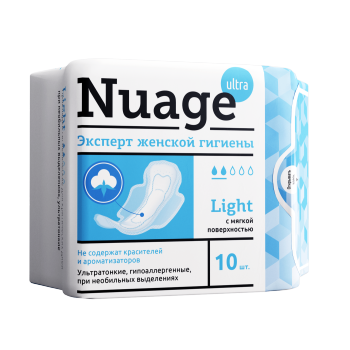 ultra
Nuage
Эксперт женской гигиены
Light
с мягкой
поверхностью
Не содержат красителей
и ароматизаторов
Ультратонкие, гипоаллергенные,
при необильных выделениях
10 шт.